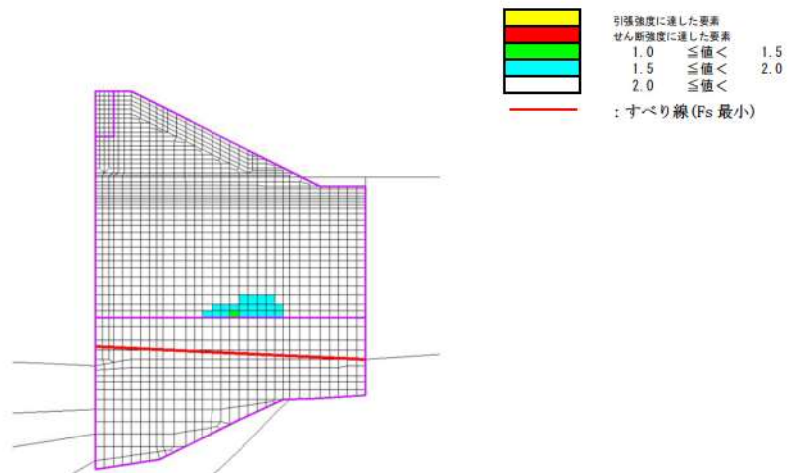 引張強度に達した要素
せん断強度に達した要素
1.0 ≦値< 1.5
1.5 ≦値< 2.0
2.0 ≦値<
：すべり線(Fs 最小)